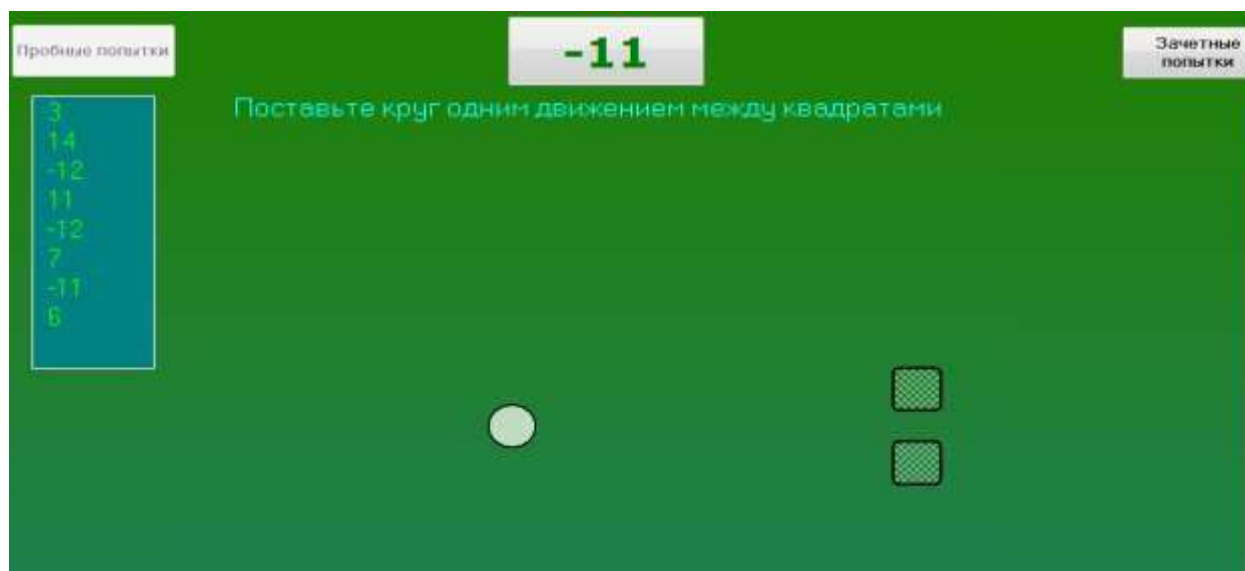 Пробные попытки
-11
Зачетные
попытки
Поставьте круг одним движением между квадратами
3
14
-12
11
-12
7
-11
6